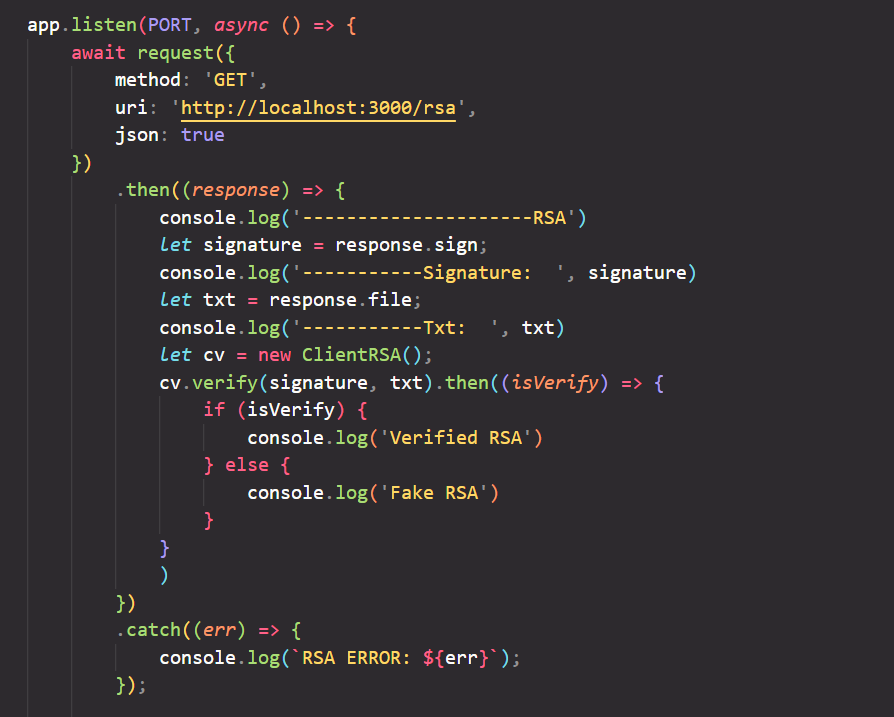 app.listen(PORT, async () => {
    await request({
        method: 'GET',
        uri: 'http://localhost:3000/rsa',
        json: true
    })
        .then((response) => {
            console.log('---------------------RSA')
            let signature = response.sign;
            console.log('-----------Signature:  ', signature)
            let txt = response.file;
            console.log('-----------Txt:  ', txt)
            let cv = new ClientRSA();
            cv.verify(signature, txt).then((isVerify) => {
                if (isVerify) {
                    console.log('Verified RSA')
                } else {
                    console.log('Fake RSA')
                }
            }
            )
        })
        .catch((err) => {
            console.log(`RSA ERROR: ${err}`);
        });